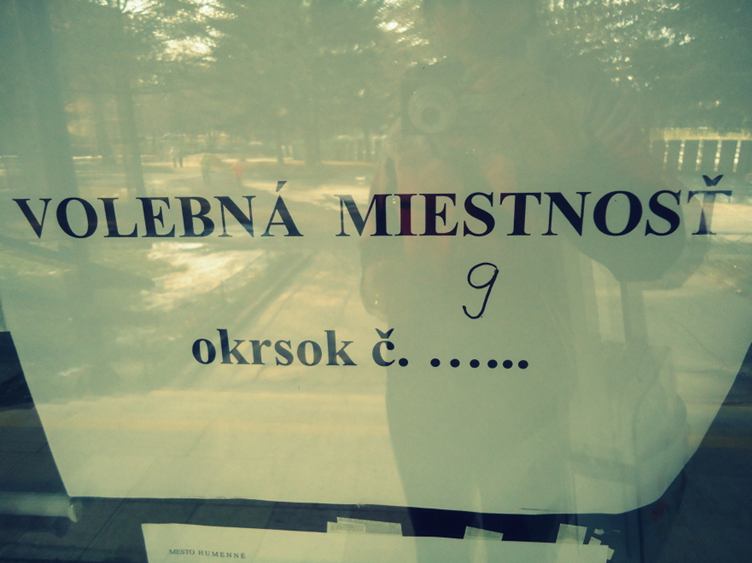 VOLEBNÁ MIESTNOSŤ
9
okrsok č. .......
MESTO HUMENNÉ